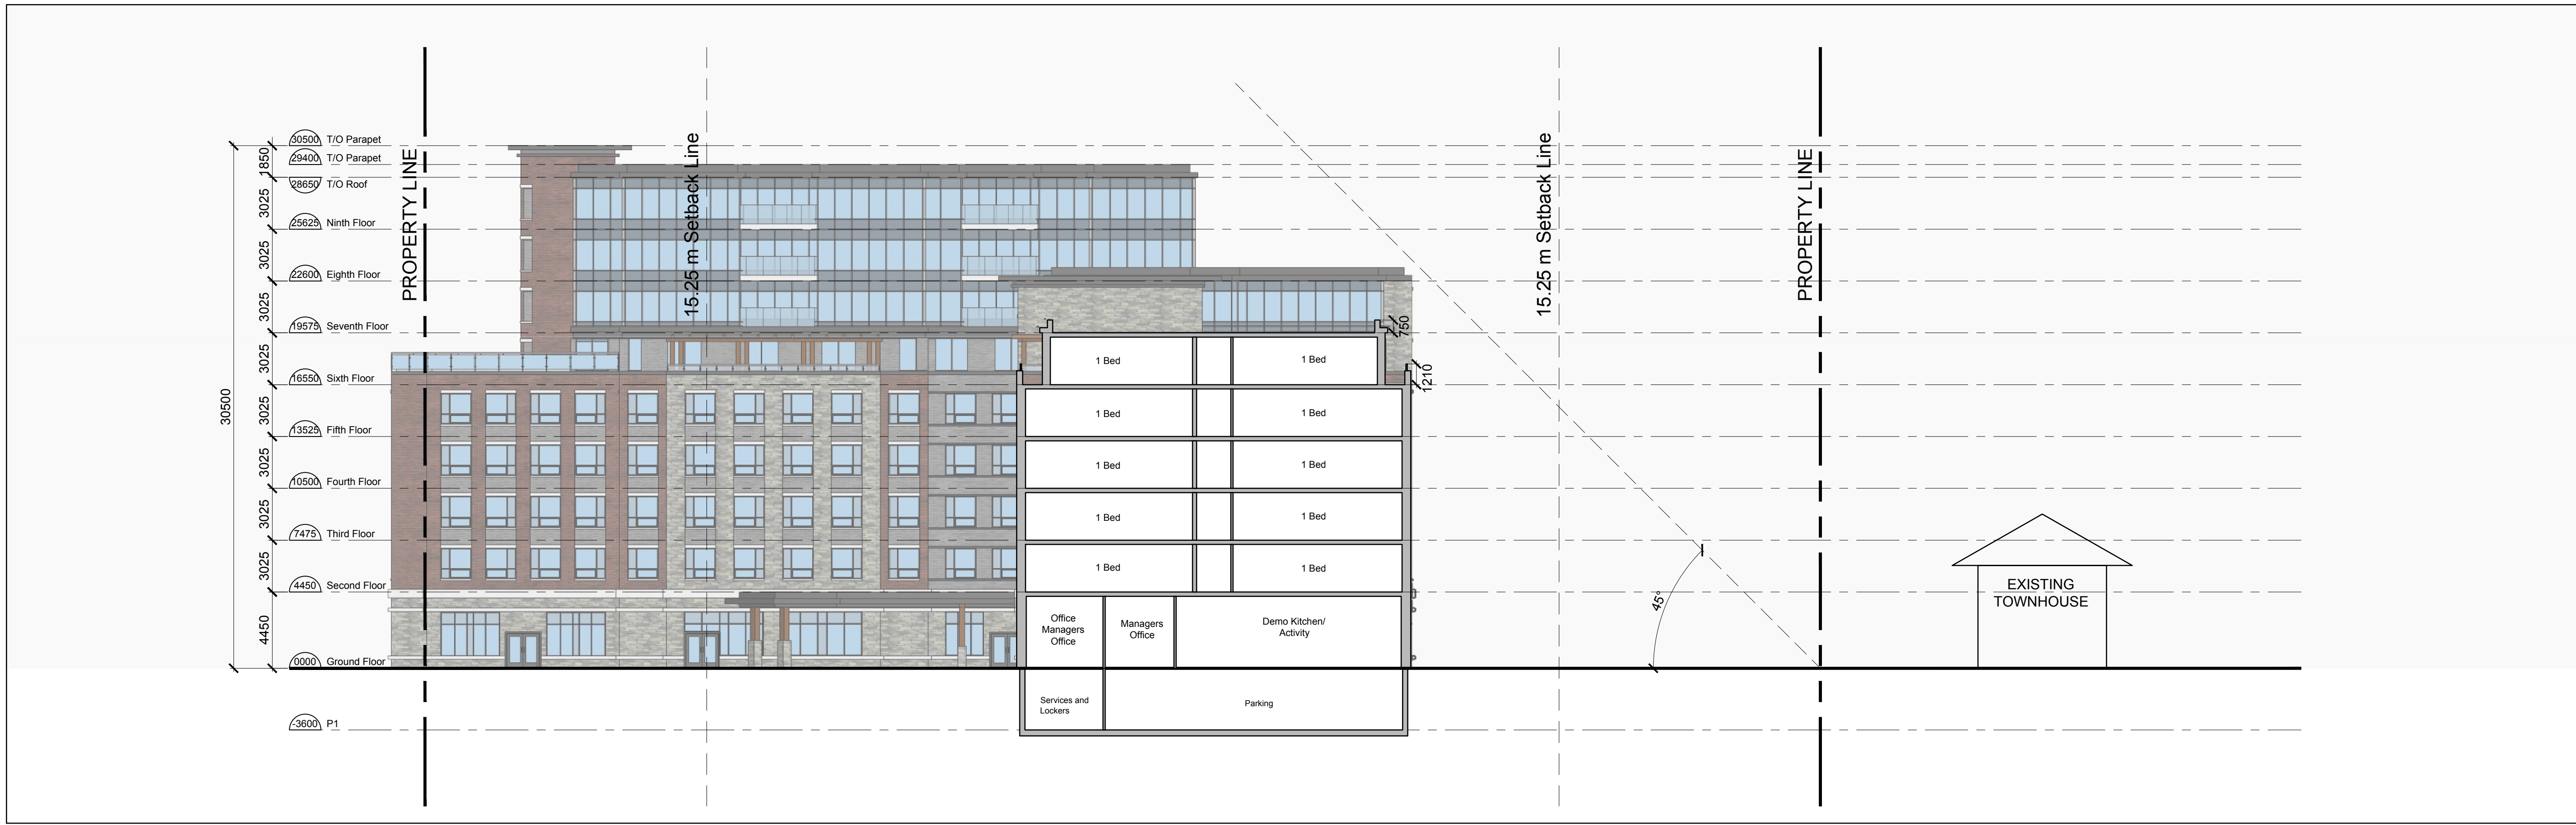 30500 T/O Parapet
29400 T/O Parapet
28650 T/O Roof
25625 Ninth Floor
22600 Eighth Floor
19575 Seventh Floor
16550 Sixth Floor
13525 Fifth Floor
10500 Fourth Floor
7475 Third Floor
4450 Second Floor
0000 Ground Floor
-3600 P1
30500
1850
3025
3025
3025
3025
3025
3025
3025
3025
4450
PROPERTY LINE
15.25 m Setback Line
15.25 m Setback Line
PROPERTY LINE
750
1210
45°
1 Bed
1 Bed
1 Bed
1 Bed
1 Bed
1 Bed
1 Bed
1 Bed
1 Bed
1 Bed
Office
Managers
Office
Managers
Office
Demo Kitchen/
Activity
Services and
Lockers
Parking
EXISTING
TOWNHOUSE